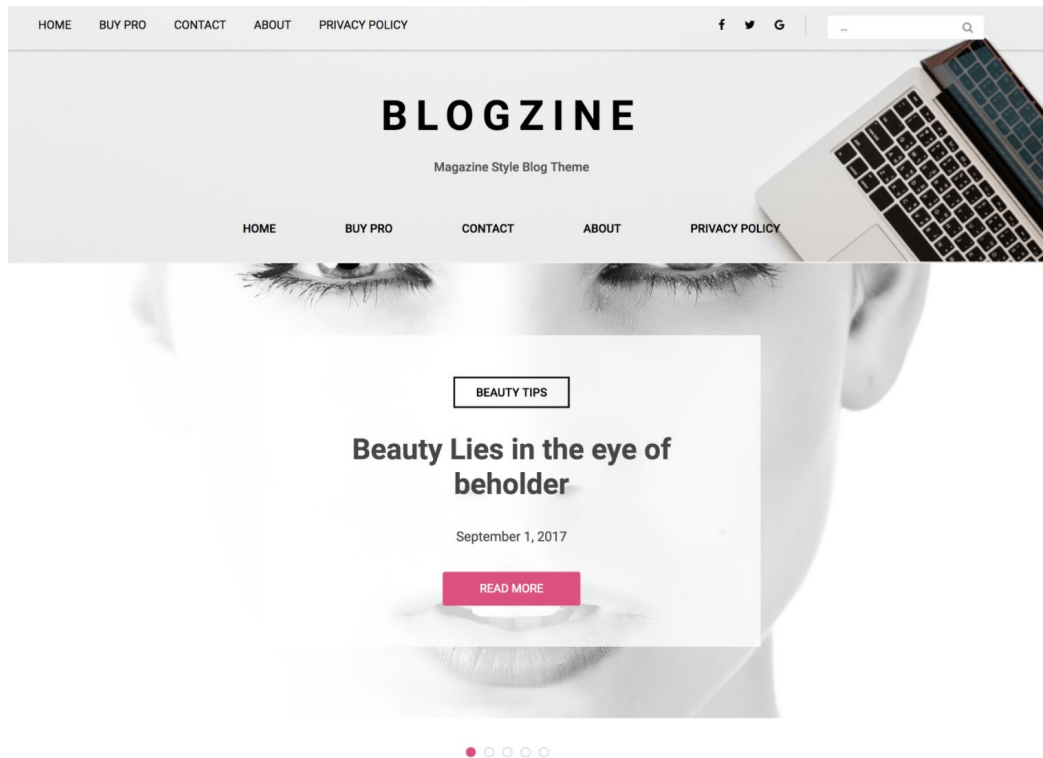 HOME BUY PRO CONTACT ABOUT PRIVACY POLICY
...
BLOGZINE
Magazine Style Blog Theme
HOME BUY PRO CONTACT ABOUT PRIVACY POLICY
BEAUTY TIPS
Beauty Lies in the eye of
beholder
September 1, 2017
READ MORE